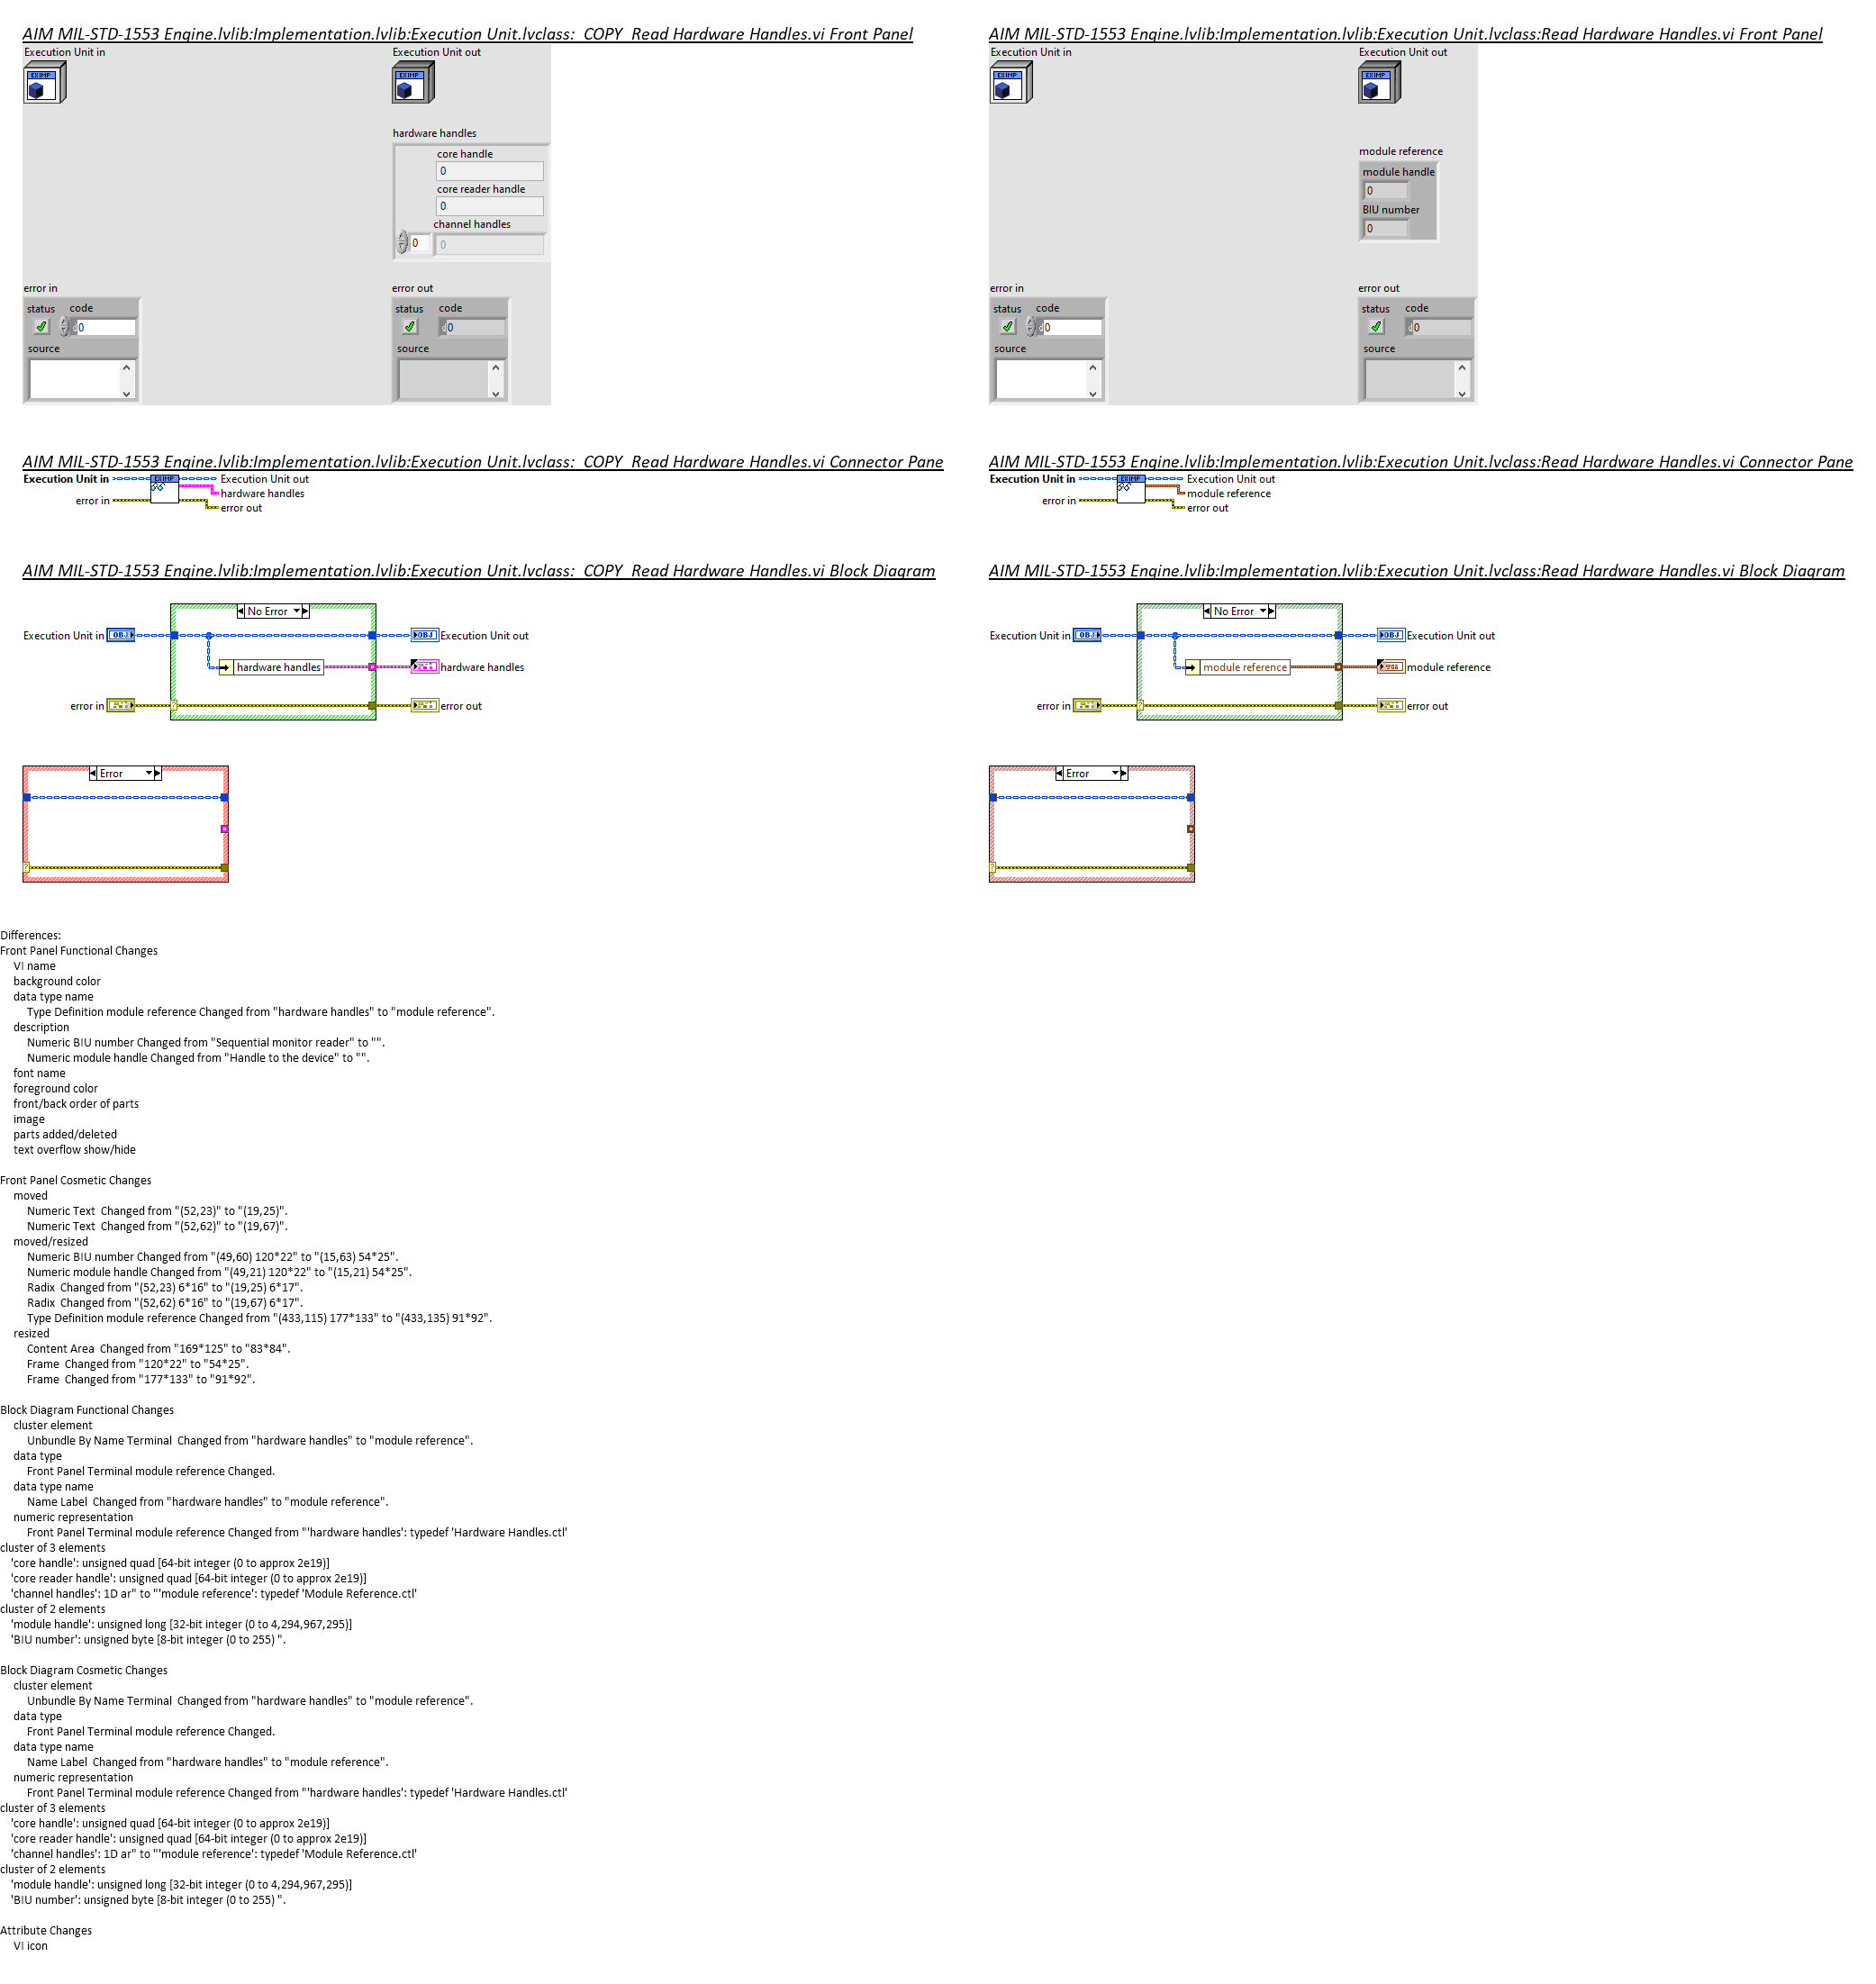 AIM MIL-STD-1553 Engine.lvlib:Implementation.lvlib:Execution Unit.lvclass:_COPY_Read Hardware Handles.vi Front Panel
Execution Unit in
EXIMP
Execution Unit out
EXIMP
hardware handles
core handle
0
core reader handle
0
channel handles
0
0
error in
status
code
d0
source
error out
status
code
d0
source
AIM MIL-STD-1553 Engine.lvlib:Implementation.lvlib:Execution Unit.lvclass:Read Hardware Handles.vi Front Panel
Execution Unit in
EXIMP
Execution Unit out
EXIMP
module reference
module handle
0
BIU number
0
error in
status
code
d0
source
error out
status
code
d0
source
AIM MIL-STD-1553 Engine.lvlib:Implementation.lvlib:Execution Unit.lvclass:_COPY_Read Hardware Handles.vi Connector Pane
Execution Unit in
EXIMP
Execution Unit out
hardware handles
error in
error out
AIM MIL-STD-1553 Engine.lvlib:Implementation.lvlib:Execution Unit.lvclass:Read Hardware Handles.vi Connector Pane
Execution Unit in
EXIMP
Execution Unit out
module reference
error in
error out
AIM MIL-STD-1553 Engine.lvlib:Implementation.lvlib:Execution Unit.lvclass:_COPY_Read Hardware Handles.vi Block Diagram
No Error
Execution Unit in
OBJ
OBJ
Execution Unit out
hardware handles
hardware handles
error in
?
error out
Error
?
AIM MIL-STD-1553 Engine.lvlib:Implementation.lvlib:Execution Unit.lvclass:Read Hardware Handles.vi Block Diagram
No Error
Execution Unit in
OBJ
OBJ
Execution Unit out
module reference
module reference
error in
?
error out
Error
?
Differences:
Front Panel Functional Changes
VI name
background color
data type name
Type Definition module reference Changed from "hardware handles" to "module reference".
description
Numeric BIU number Changed from "Sequential monitor reader" to "".
Numeric module handle Changed from "Handle to the device" to "".
font name
foreground color
front/back order of parts
image
parts added/deleted
text overflow show/hide
Front Panel Cosmetic Changes
moved
Numeric Text  Changed from "(52,23)" to "(19,25)".
Numeric Text  Changed from "(52,62)" to "(19,67)".
moved/resized
Numeric BIU number Changed from "(49,60) 120*22" to "(15,63) 54*25".
Numeric module handle Changed from "(49,21) 120*22" to "(15,21) 54*25".
Radix  Changed from "(52,23) 6*16" to "(19,25) 6*17".
Radix  Changed from "(52,62) 6*16" to "(19,67) 6*17".
Type Definition module reference Changed from "(433,115) 177*133" to "(433,135) 91*92".
resized
Content Area  Changed from "169*125" to "83*84".
Frame  Changed from "120*22" to "54*25".
Frame  Changed from "177*133" to "91*92".
Block Diagram Functional Changes
cluster element
Unbundle By Name Terminal  Changed from "hardware handles" to "module reference".
data type
Front Panel Terminal module reference Changed.
data type name
Name Label  Changed from "hardware handles" to "module reference".
numeric representation
Front Panel Terminal module reference Changed from "'hardware handles': typedef 'Hardware Handles.ctl'
cluster of 3 elements
'core handle': unsigned quad [64-bit integer (0 to approx 2e19)]
'core reader handle': unsigned quad [64-bit integer (0 to approx 2e19)]
'channel handles': 1D ar" to "'module reference': typedef 'Module Reference.ctl'
cluster of 2 elements
'module handle': unsigned long [32-bit integer (0 to 4,294,967,295)]
'BIU number': unsigned byte [8-bit integer (0 to 255) ".
Block Diagram Cosmetic Changes
cluster element
Unbundle By Name Terminal  Changed from "hardware handles" to "module reference".
data type
Front Panel Terminal module reference Changed.
data type name
Name Label  Changed from "hardware handles" to "module reference".
numeric representation
Front Panel Terminal module reference Changed from "'hardware handles': typedef 'Hardware Handles.ctl'
cluster of 3 elements
'core handle': unsigned quad [64-bit integer (0 to approx 2e19)]
'core reader handle': unsigned quad [64-bit integer (0 to approx 2e19)]
'channel handles': 1D ar" to "'module reference': typedef 'Module Reference.ctl'
cluster of 2 elements
'module handle': unsigned long [32-bit integer (0 to 4,294,967,295)]
'BIU number': unsigned byte [8-bit integer (0 to 255) ".
Attribute Changes
VI icon